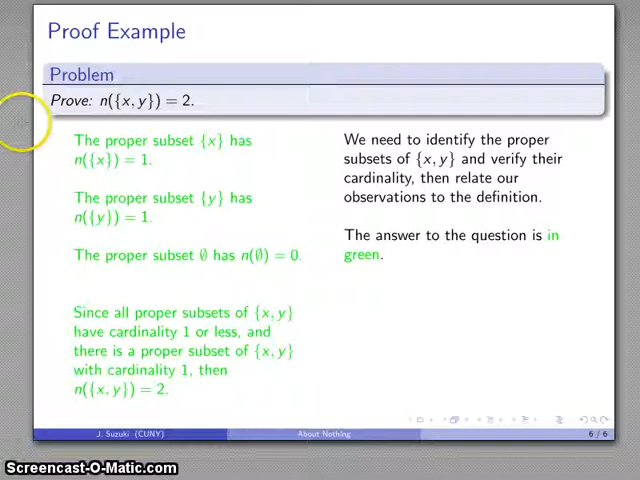 Proof Example
Problem
Prove: n({x, y}) = 2.
The proper subset {x} has
n({x}) = 1.
The proper subset {y} has
n({y}) = 1.
The proper subset ∅ has n(∅) = 0.
Since all proper subsets of {x, y}
have cardinality 1 or less, and
there is a proper subset of {x, y}
with cardinality 1, then
n({x, y}) = 2.
We need to identify the proper
subsets of {x, y} and verify their
cardinality, then relate our
observations to the definition.
The answer to the question is in
green.
J. Suzuki (CUNY)
About Nothing
6 / 6
Screencast-O-Matic.com